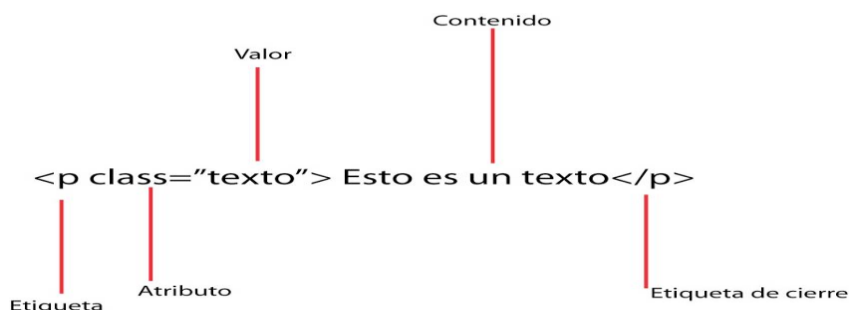 Contenido
Valor
<p class=”texto”> Esto es un texto</p>
Etiqueta
Atributo
Etiqueta de cierre